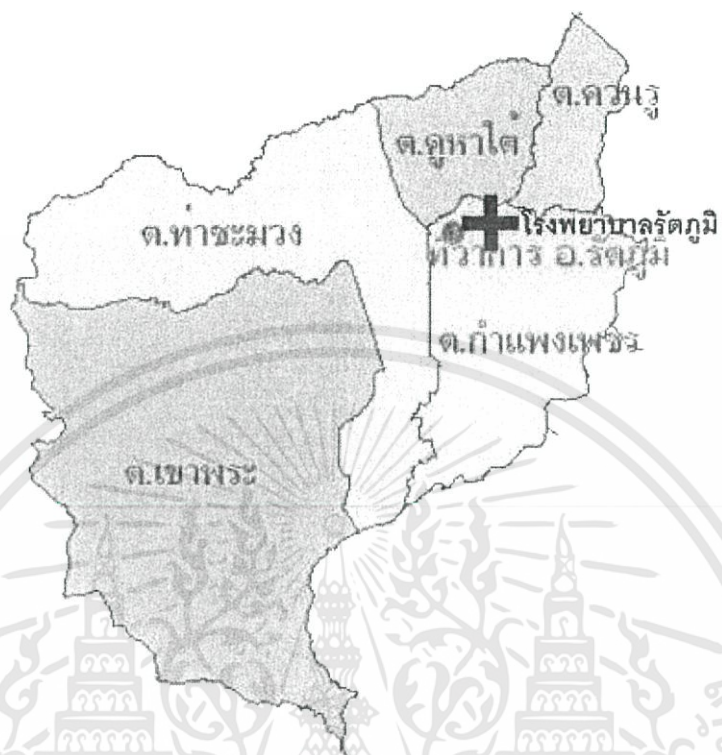 ต.ควนรู
ต.คูหาใต้
โรงพยาบาลรัตภูมิ
ต.ท่าชะมวง
ที่ว่าการ อ.รัตภูมิ
ต.กำแพงเพชร
ต.เขาพระ